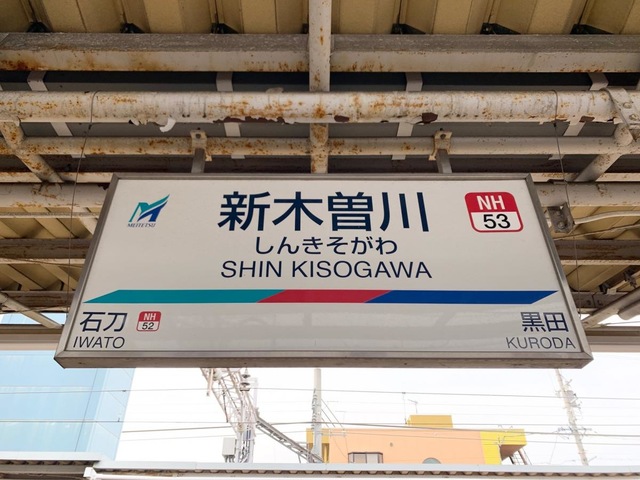 MEITETSU
新木曽川
しんきそがわ
SHIN KISOGAWA
NH
53
石刀
IWATO
NH
52
黒田
KURODA